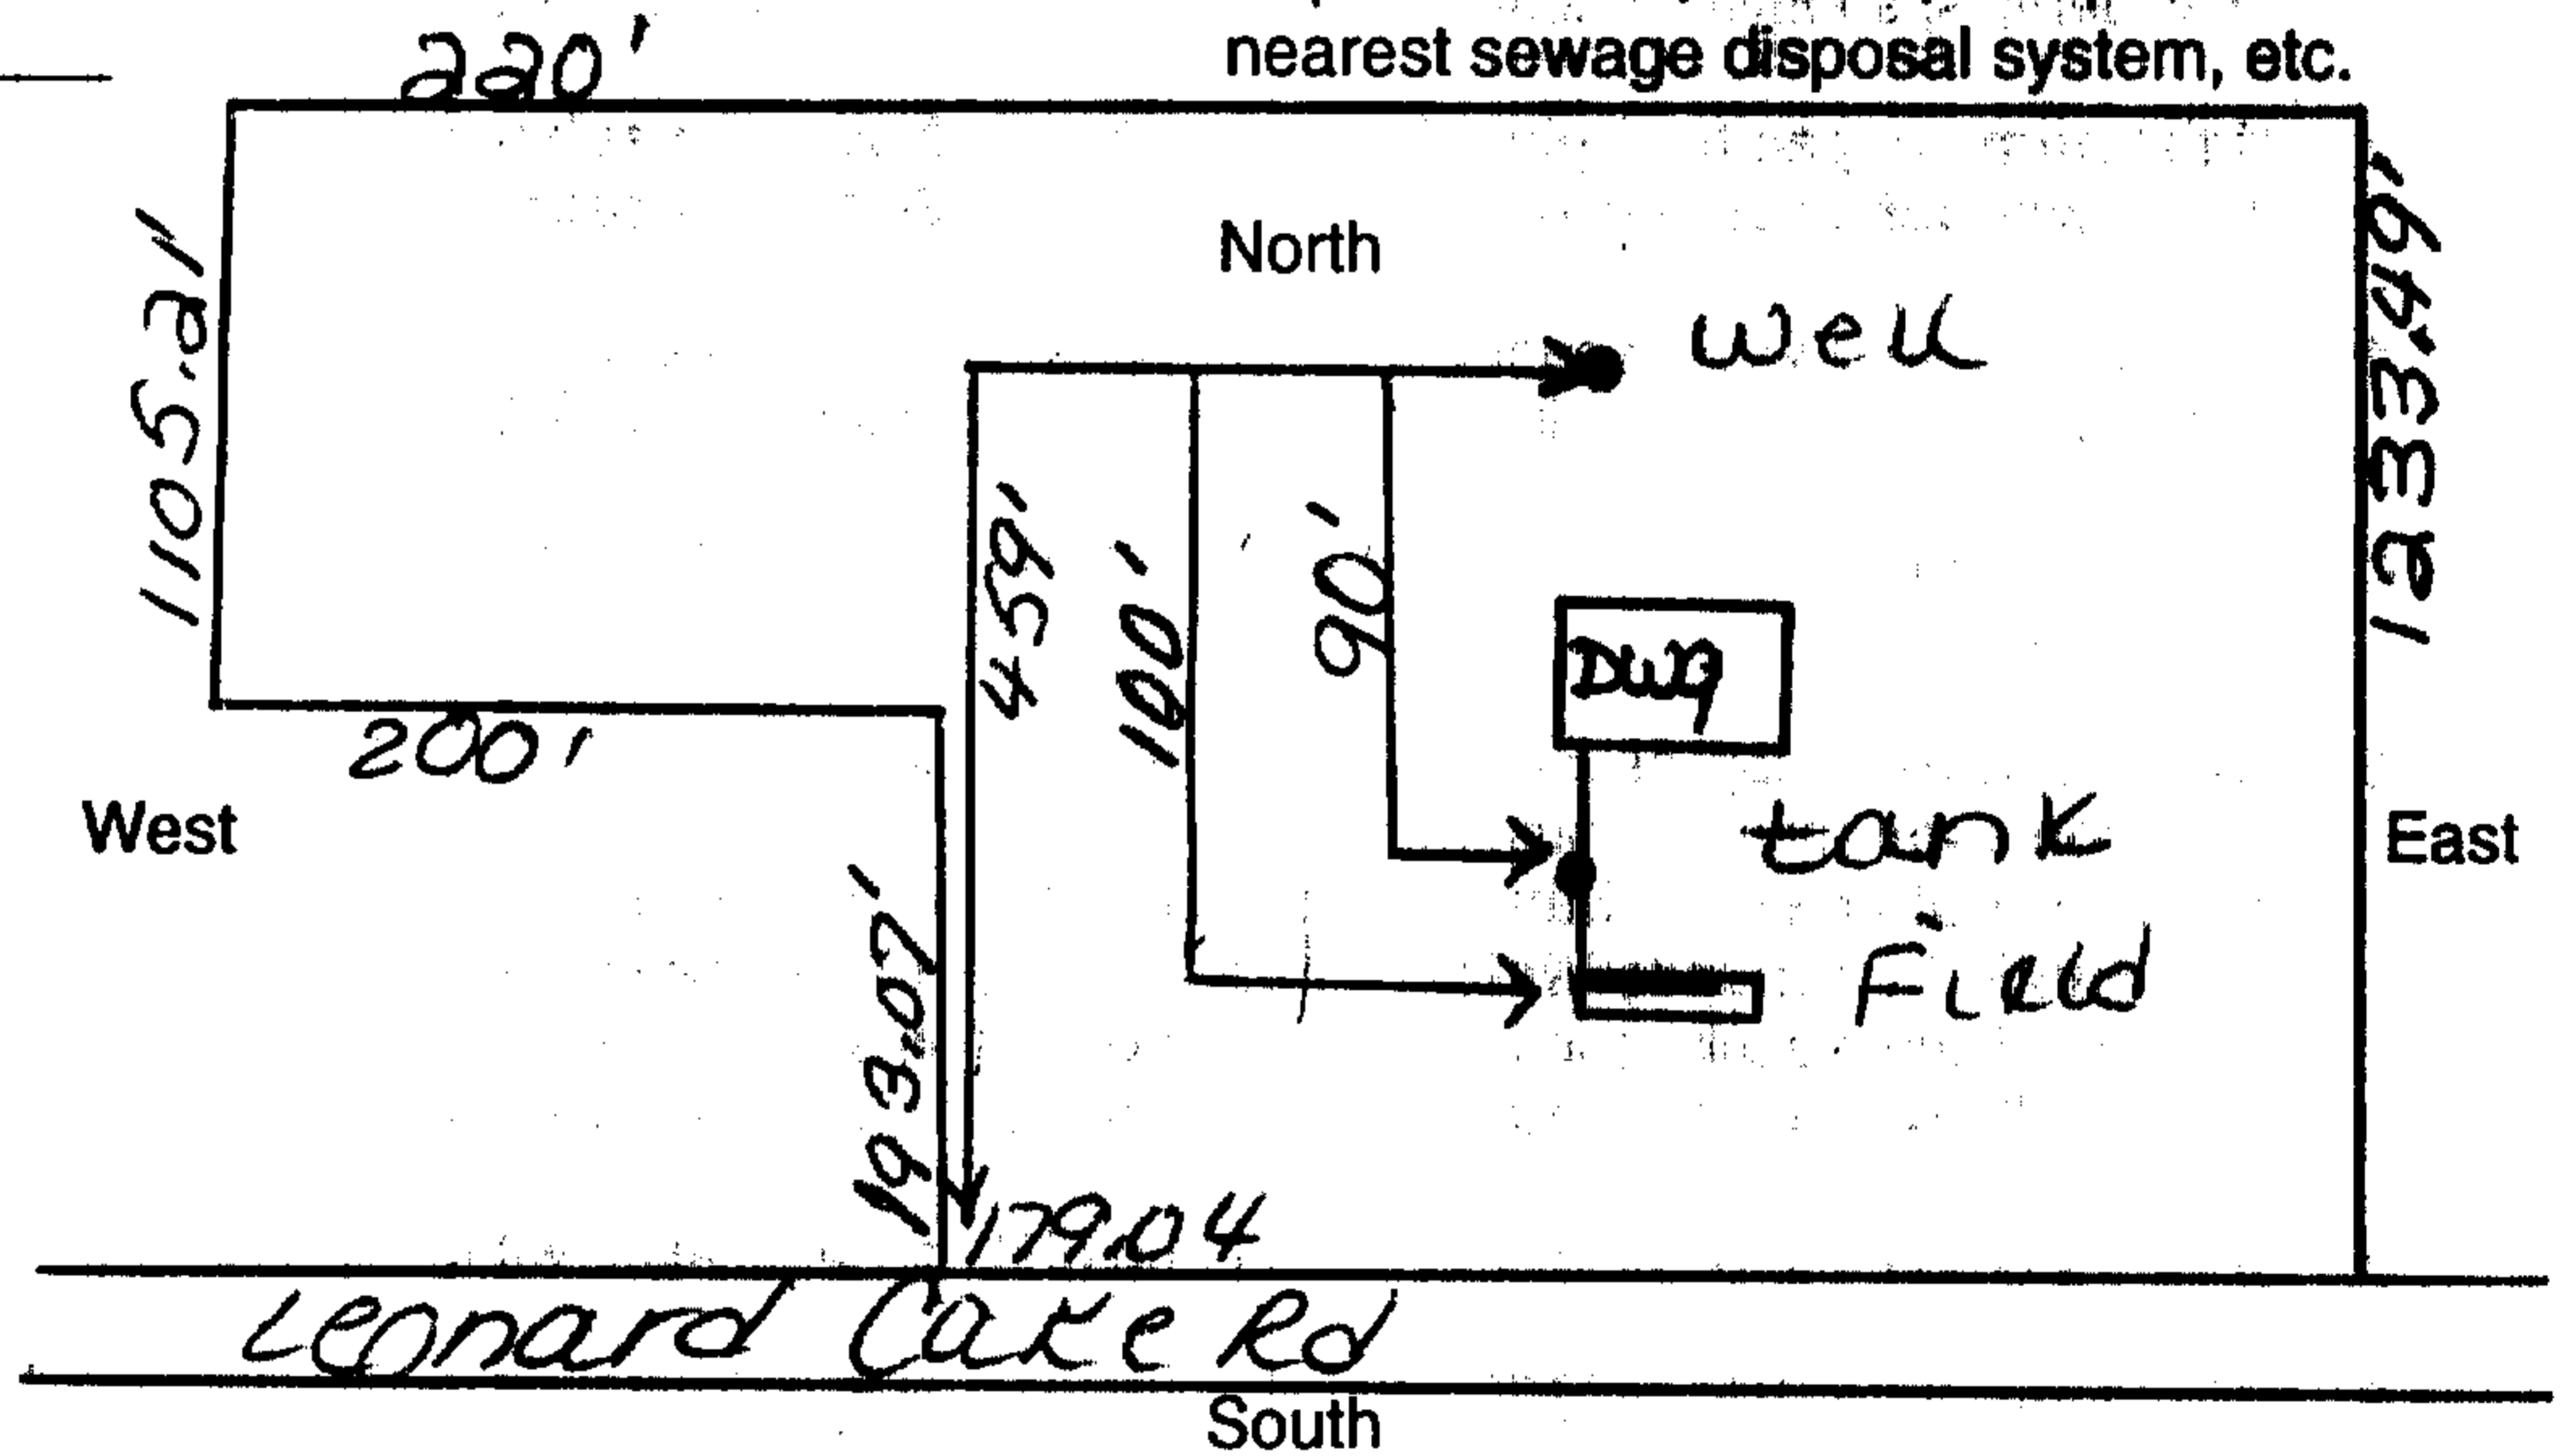 nearest sewage disposal system, etc.
220'
North
1105.21
1233.49'
well
459'
100'
90'
Dwg
200'
West
tank
East
Field
193.07'
179.04
Leonard Lake Rd
South